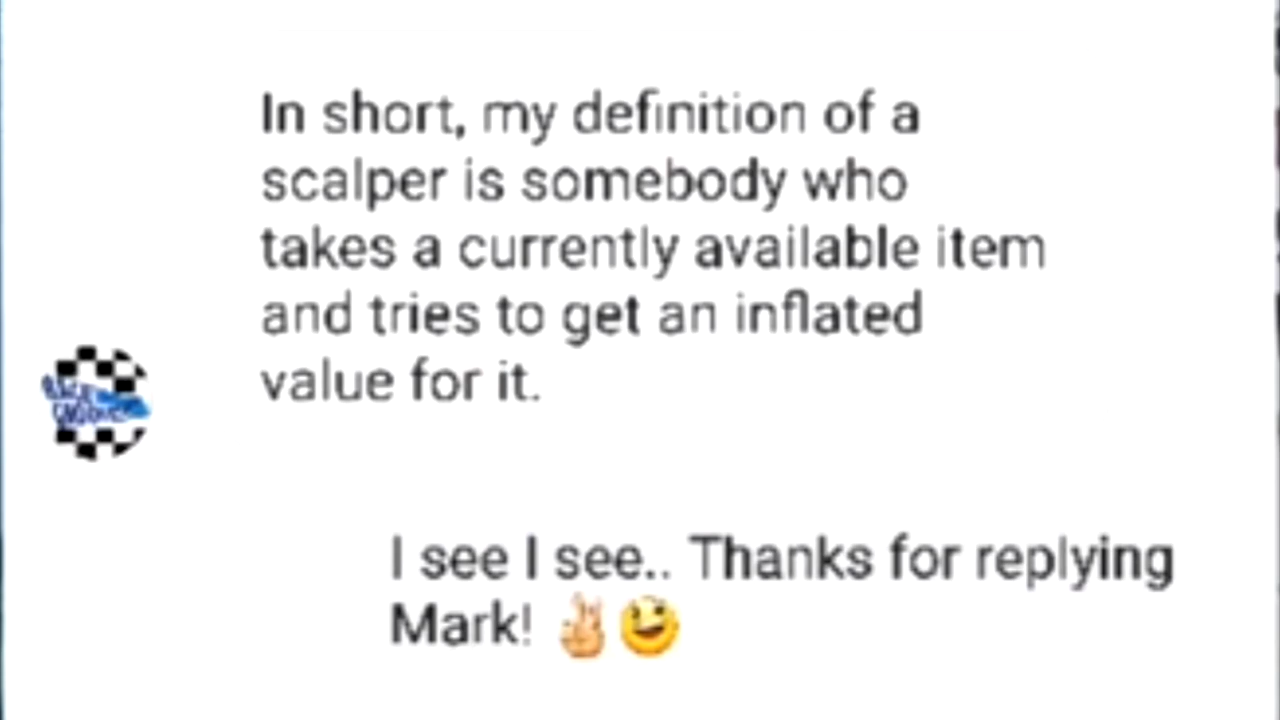 In short, my definition of a
scalper is somebody who
takes a currently available item
and tries to get an inflated
value for it.
I see I see.. Thanks for replying
Mark! ✌🏼😉